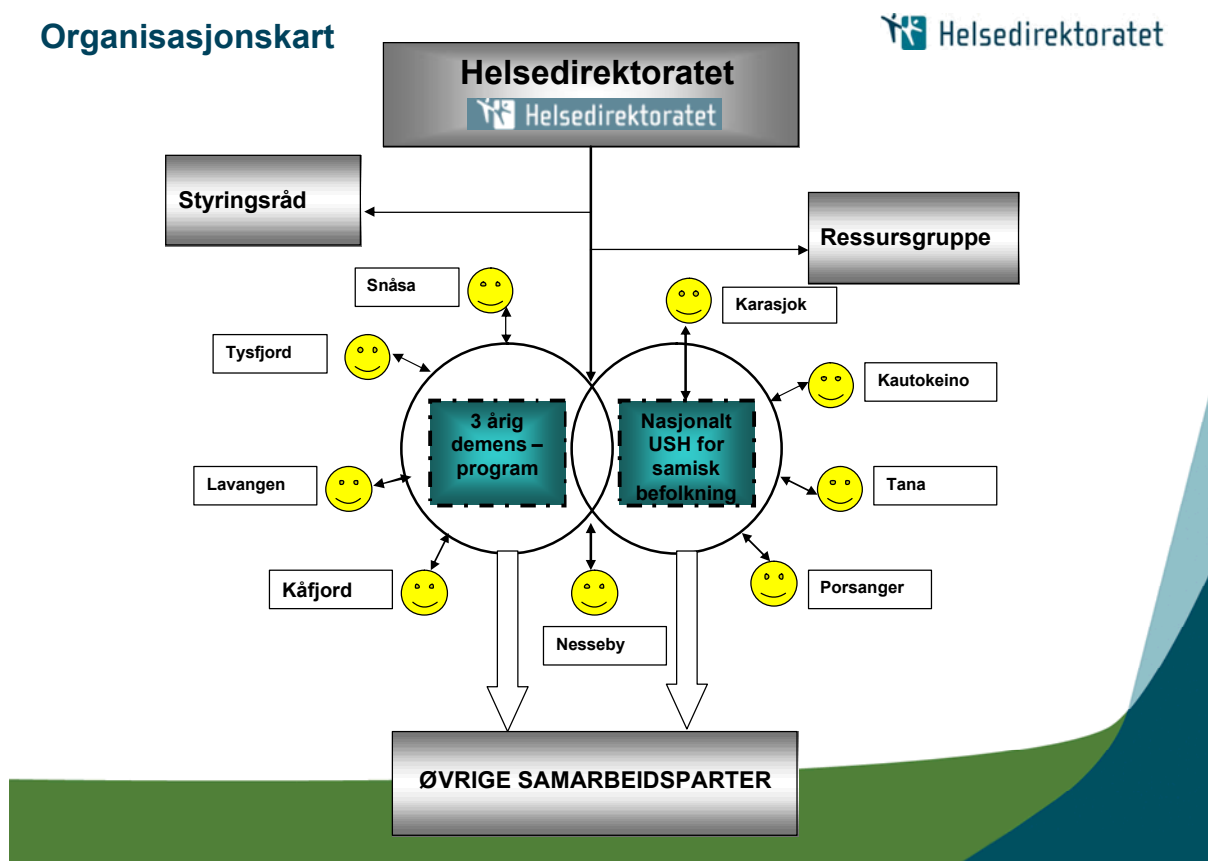 Organisasjonskart
Helsedirektoratet
Helsedirektoratet
Helsedirektoratet
Styringsråd
Ressursgruppe
Snåsa
Karasjok
Tysfjord
Kautokeino
3 årig
demens –
program
Nasjonalt
USH for
samisk
befolkning
Lavangen
Tana
Kåfjord
Porsanger
Nesseby
ØVRIGE SAMARBEIDSPARTER